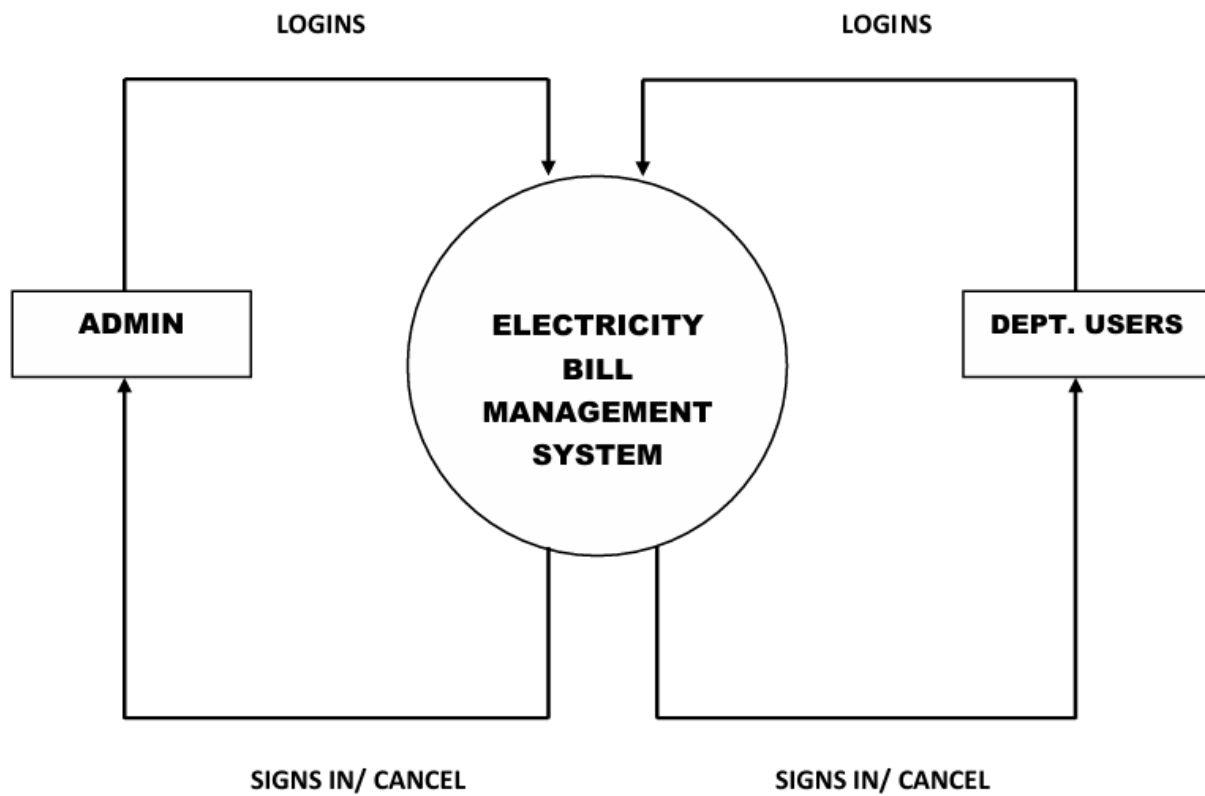 LOGINS
LOGINS
ADMIN
ELECTRICITY
BILL
MANAGEMENT
SYSTEM
DEPT. USERS
SIGNS IN/ CANCEL
SIGNS IN/ CANCEL